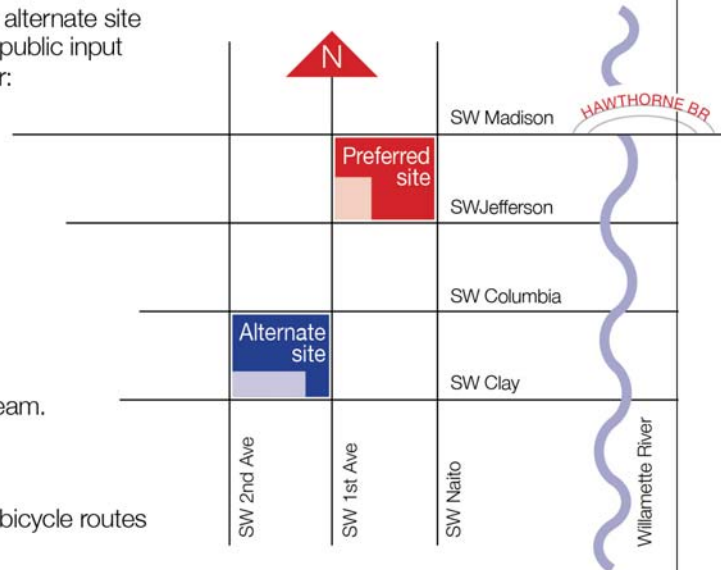 alternate site
public input
r:
N
HAWTHORNE BR
SW Madison
Preferred
site
SWJefferson
SW Columbia
Alternate
site
SW Clay
eam.
SW 2nd Ave
SW 1st Ave
SW Naito
Willamette River
bicycle routes